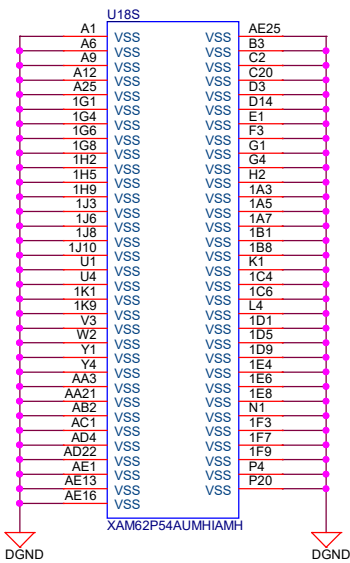 U18S
A1 VSS VSS AE25
A6 VSS VSS B3
A9 VSS VSS C2
A12 VSS VSS C20
A25 VSS VSS D3
1G1 VSS VSS D14
1G4 VSS VSS E1
1G6 VSS VSS F3
1G8 VSS VSS G1
1H2 VSS VSS G4
1H5 VSS VSS H2
1H9 VSS VSS 1A3
1J3 VSS VSS 1A5
1J6 VSS VSS 1A7
1J8 VSS VSS 1B1
1J10 VSS VSS 1B8
U1 VSS VSS K1
U4 VSS VSS 1C4
1K1 VSS VSS 1C6
1K9 VSS VSS L4
V3 VSS VSS 1D1
W2 VSS VSS 1D5
Y1 VSS VSS 1D9
Y4 VSS VSS 1E4
AA3 VSS VSS 1E6
AA21 VSS VSS 1E8
AB2 VSS VSS N1
AC1 VSS VSS 1F3
AD4 VSS VSS 1F7
AD22 VSS VSS 1F9
AE1 VSS VSS P4
AE13 VSS VSS P20
AE16 VSS
XAM62P54AUMHIAMH
DGND DGND